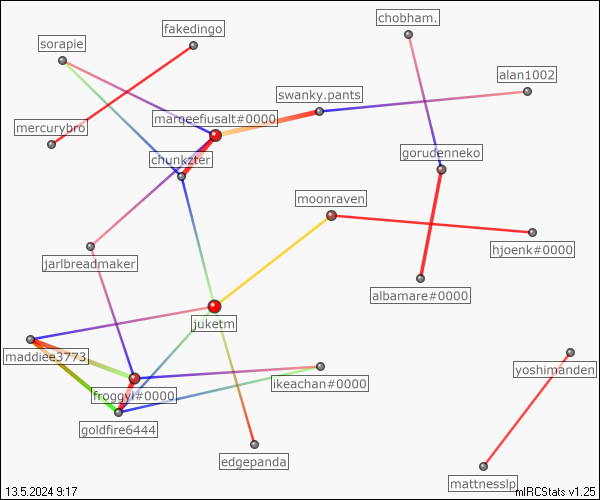 fakedingo
chobham.
sorapie
alan1002
swanky.pants
marqeefiusalt#0000
mercurybro
chunkzter
gorudenneko
moonraven
hjoenk#0000
jarlbreadmaker
albamare#0000
juketm
maddiee3773
yoshimanden
ikeachan#0000
froggyl#0000
goldfire6444
edgepanda
mattnesslp
13.5.2024 9:17
mIRCStats v1.25